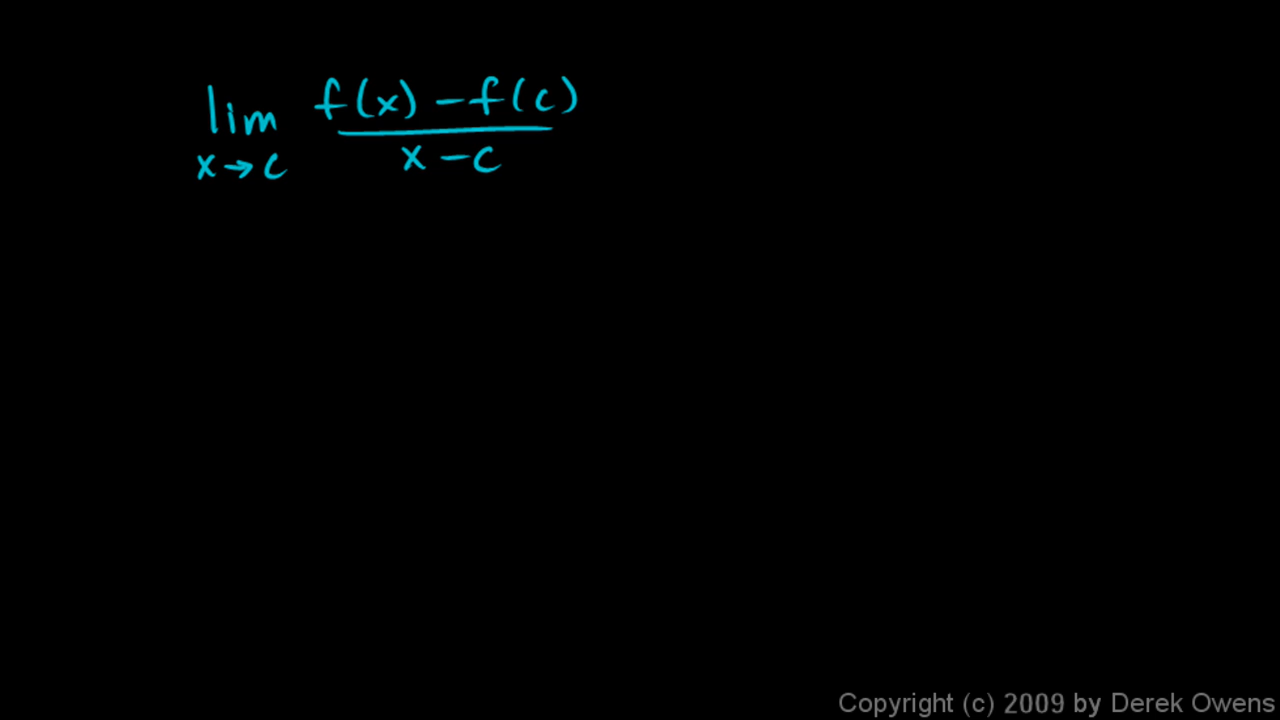 lim f(x) - f(c)
x→c x - c
Copyright (c) 2009 by Derek Owens